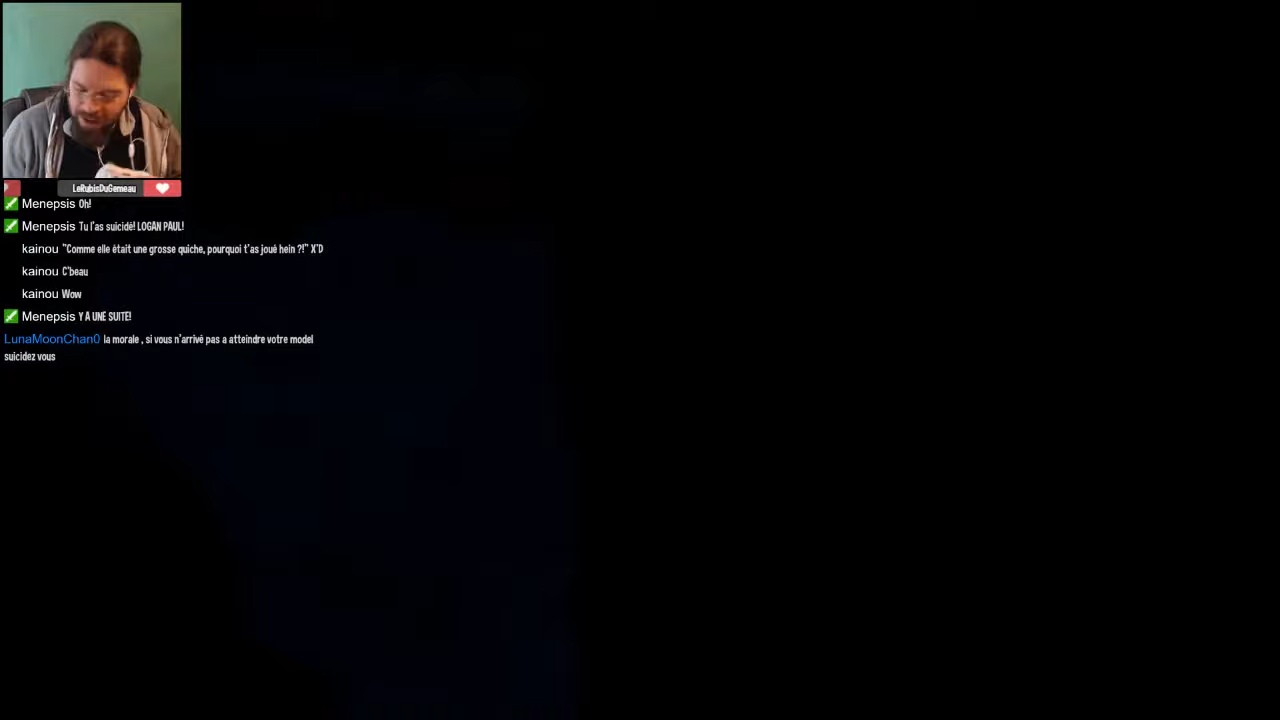 LeRubisDuGemeau
Menepsis Oh!
Menepsis Tu l'as suicidé! LOGAN PAUL!
kainou "Comme elle était une grosse quiche, pourquoi t'as joué hein ?!" X'D
kainou C'beau
kainou Wow
Menepsis Y A UNE SUITE!
LunaMoonChan0 la morale , si vous n'arrivé pas a atteindre votre model
suicidez vous